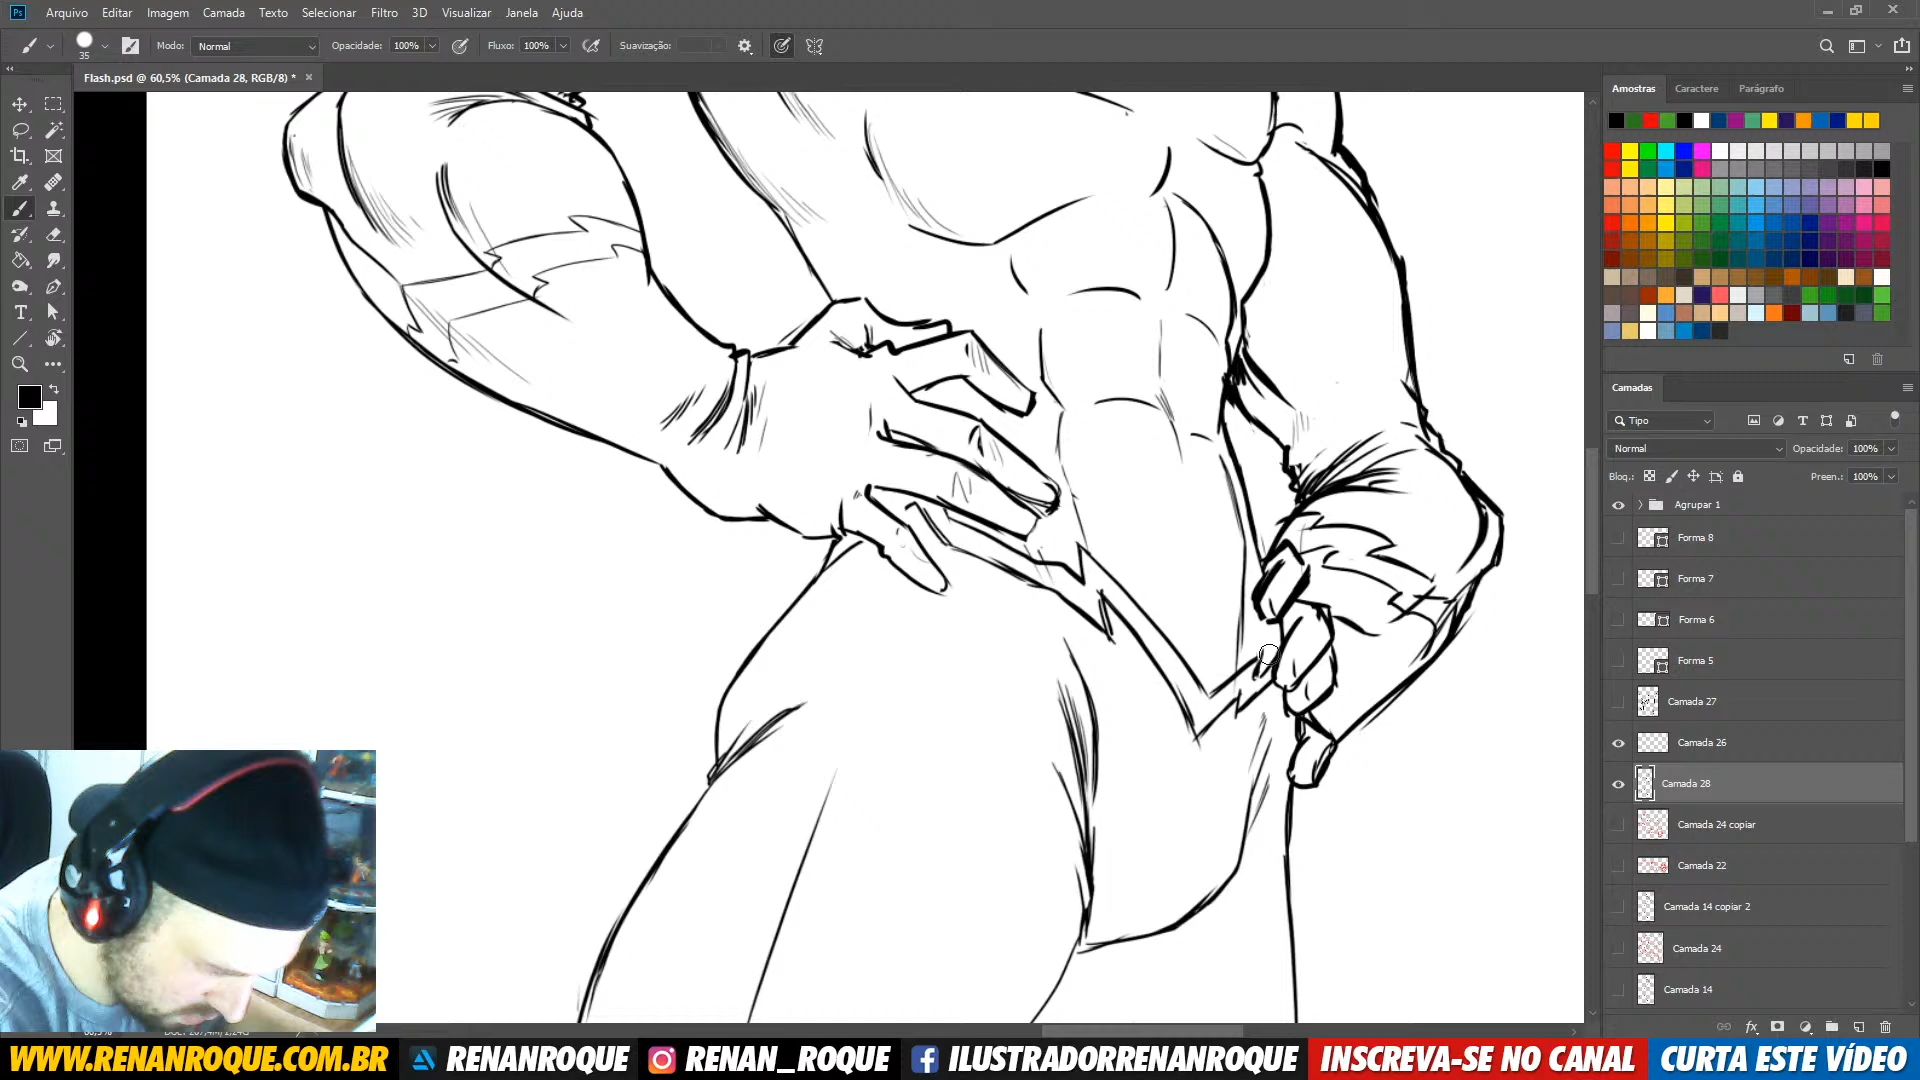 Ps Arquivo Editar Imagem Camada Texto Selecionar Filtro 3D Visualizar Janela Ajuda
35 Modo: Normal Opacidade: 100% Fluxo: 100% Suavização:
Flash.psd @ 60,5% (Camada 28, RGB/8) * ×
Amostras Caractere Parágrafo
Camadas
Tipo
Normal Opacidade: 100%
Bloq.: Preen.: 100%
Agrupar 1
Forma 8
Forma 7
Forma 6
Forma 5
Camada 27
Camada 26
Camada 28
Camada 24 copiar
Camada 22
Camada 14 copiar 2
Camada 24
Camada 14
WWW.RENANROQUE.COM.BR RENANROQUE RENAN__ROQUE ILUSTRADORRENANROQUE INSCREVA-SE NO CANAL CURTA ESTE VÍDEO